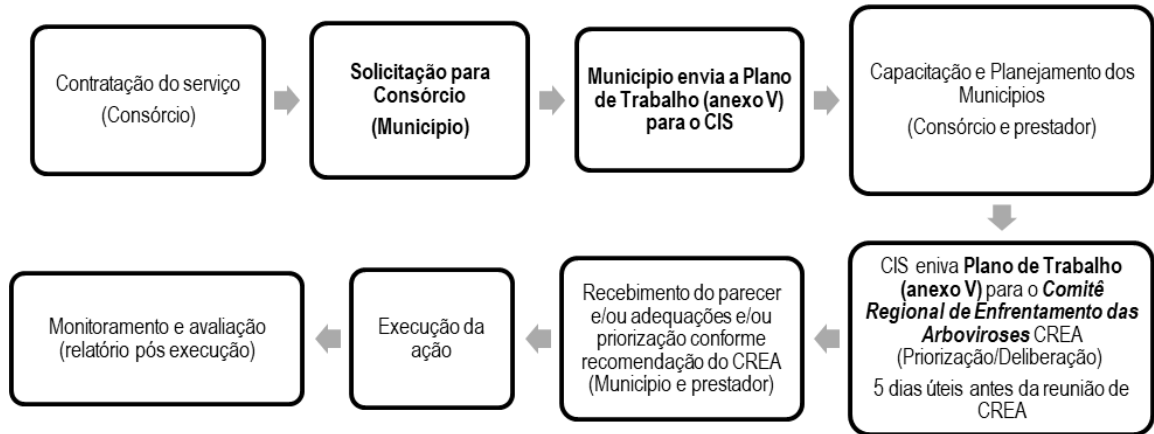 Contratação do serviço
(Consórcio)
Solicitação para
Consórcio
(Município)
Município envia a Plano
de Trabalho (anexo V)
para o CIS
Capacitação e Planejamento dos
Municípios
(Consórcio e prestador)
CIS eniva Plano de Trabalho
(anexo V) para o Comitê
Regional de Enfrentamento das
Arboviroses CREA
(Priorização/Deliberação)
5 dias úteis antes da reunião de
CREA
Recebimento do parecer
e/ou adequações e/ou
priorização conforme
recomendação do CREA
(Município e prestador)
Execução da
ação
Monitoramento e avaliação
(relatório pós execução)